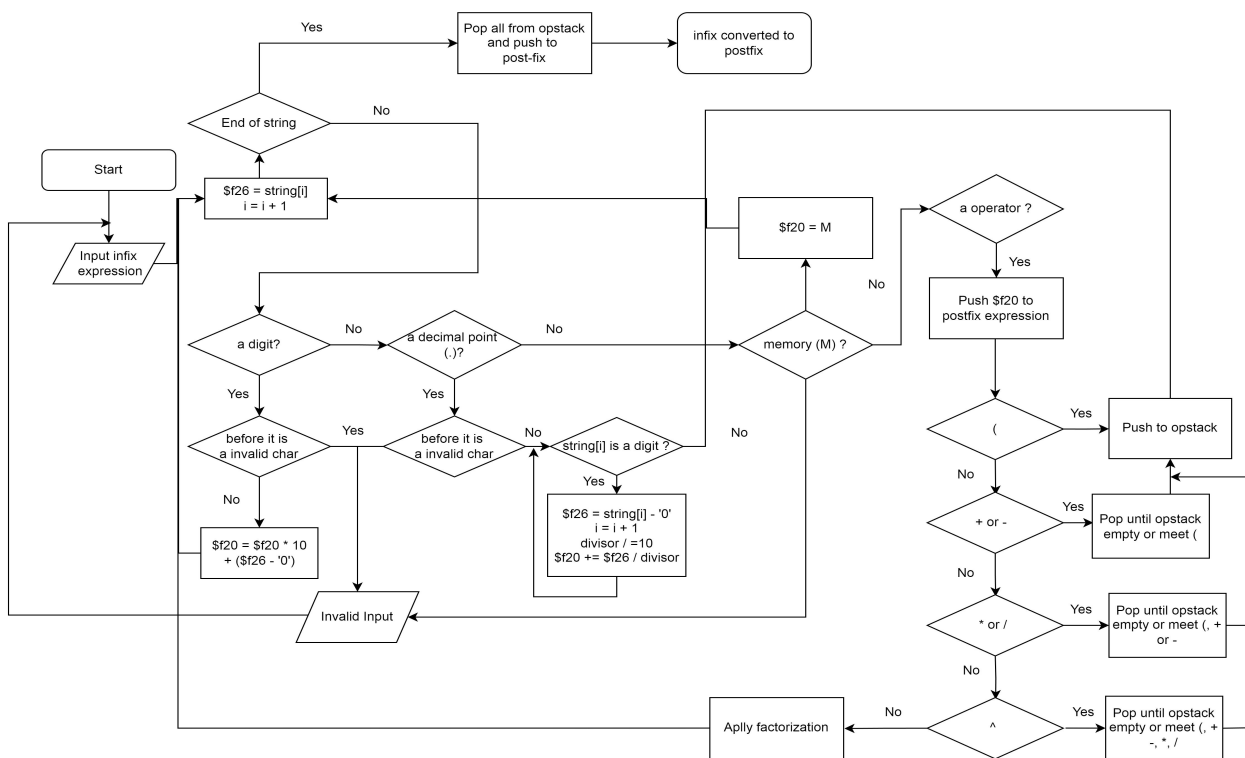 Yes
Pop all from opstack
and push to
post-fix
infix converted to
postfix
End of string
No
Start
$f26 = string[i]
i = i + 1
Input infix
expression
$f20 = M
a operator ?
Yes
No
Push $f20 to
postfix expression
a digit?
No
a decimal point
(.)?
No
memory (M) ?
Yes
Yes
before it is
a invalid char
Yes
before it is
a invalid char
No
string[i] is a digit ?
No
(
Yes
Push to opstack
No
Yes
No
$f20 = $f20 * 10
+ ($f26 - '0')
$f26 = string[i] - '0'
i = i + 1
divisor / =10
$f20 += $f26 / divisor
+ or -
Yes
Pop until opstack
empty or meet (
No
Invalid Input
* or /
Yes
Pop until opstack
empty or meet (, +
or -
No
Aplly factorization
No
^
Yes
Pop until opstack
empty or meet (, +
-, *, /